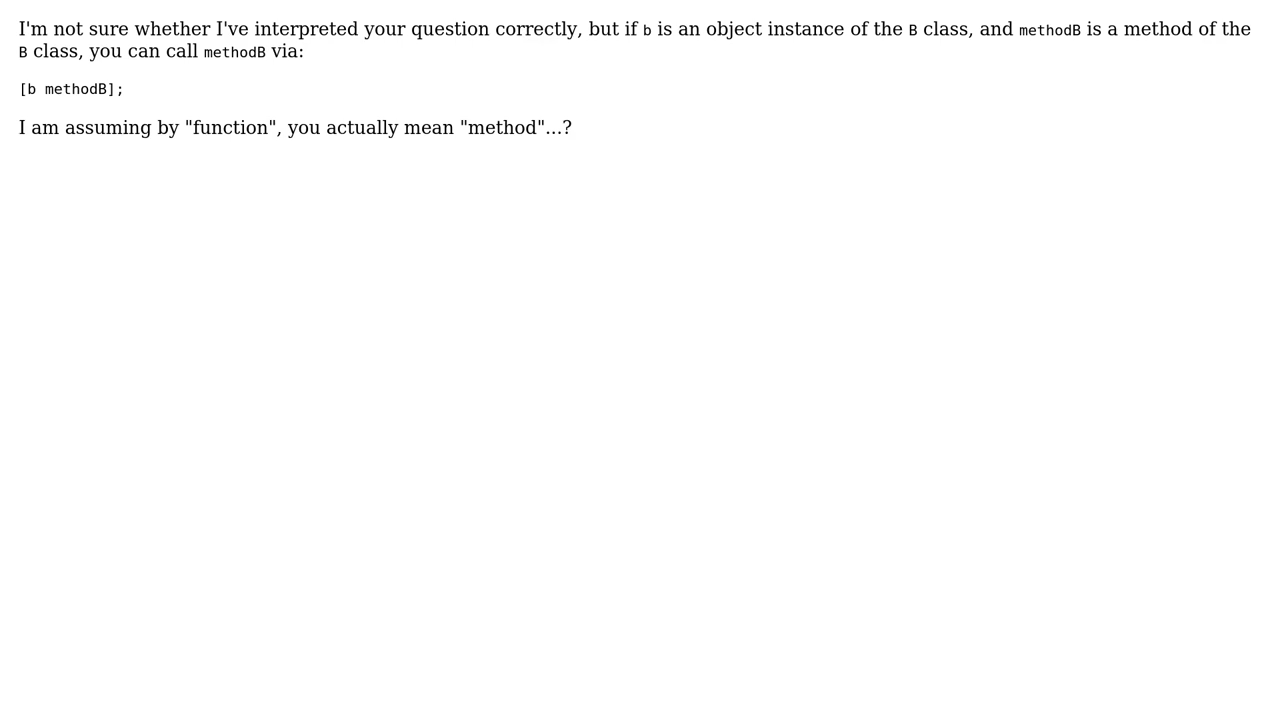 I'm not sure whether I've interpreted your question correctly, but if b is an object instance of the B class, and methodB is a method of the
B class, you can call methodB via:
[b methodB];
I am assuming by "function", you actually mean "method"...?